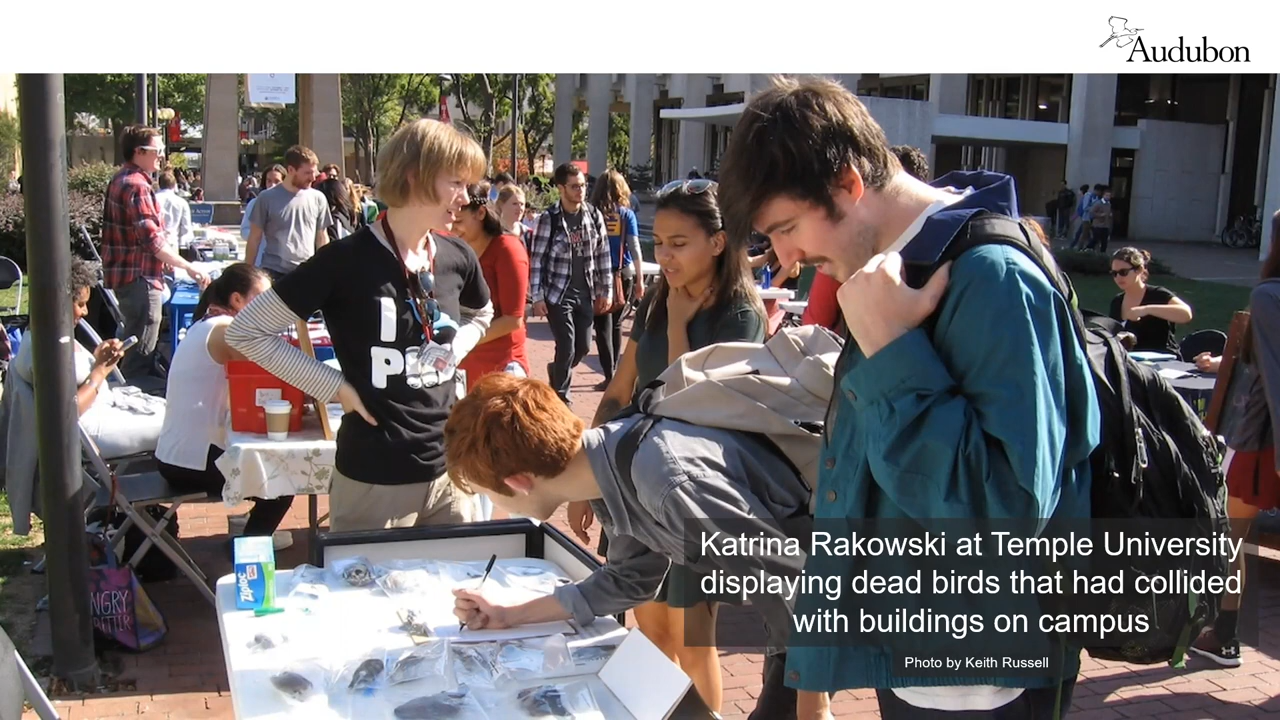 Audubon
I
Ziploc
Katrina Rakowski at Temple University
displaying dead birds that had collided
with buildings on campus
Photo by Keith Russell